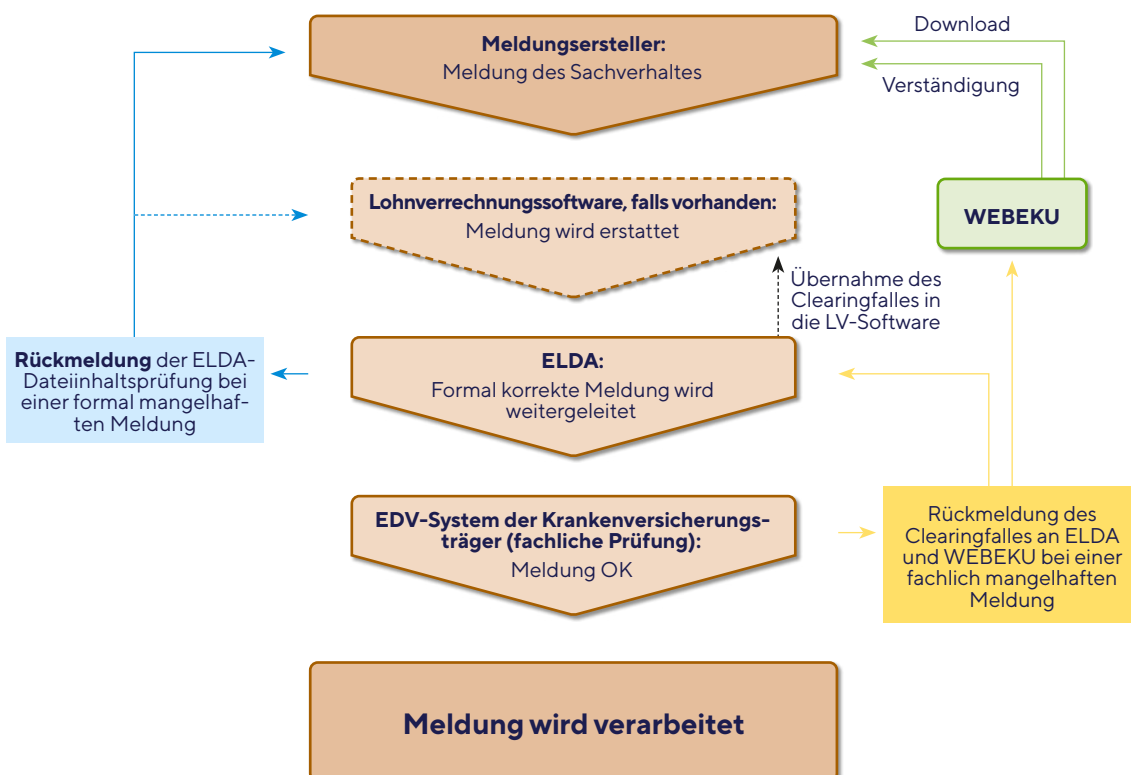 Meldungsersteller:
Meldung des Sachverhaltes
Download
Verständigung
Lohnverrechnungssoftware, falls vorhanden:
Meldung wird erstattet
WEBEKU
Übernahme des
Clearingfalles in
die LV-Software
Rückmeldung der ELDA-
Dateiinhaltsprüfung bei
einer formal mangelhaf-
ten Meldung
ELDA:
Formal korrekte Meldung wird
weitergeleitet
EDV-System der Krankenversicherungs-
träger (fachliche Prüfung):
Meldung OK
Rückmeldung des
Clearingfalles an ELDA
und WEBEKU bei einer
fachlich mangelhaften
Meldung
Meldung wird verarbeitet